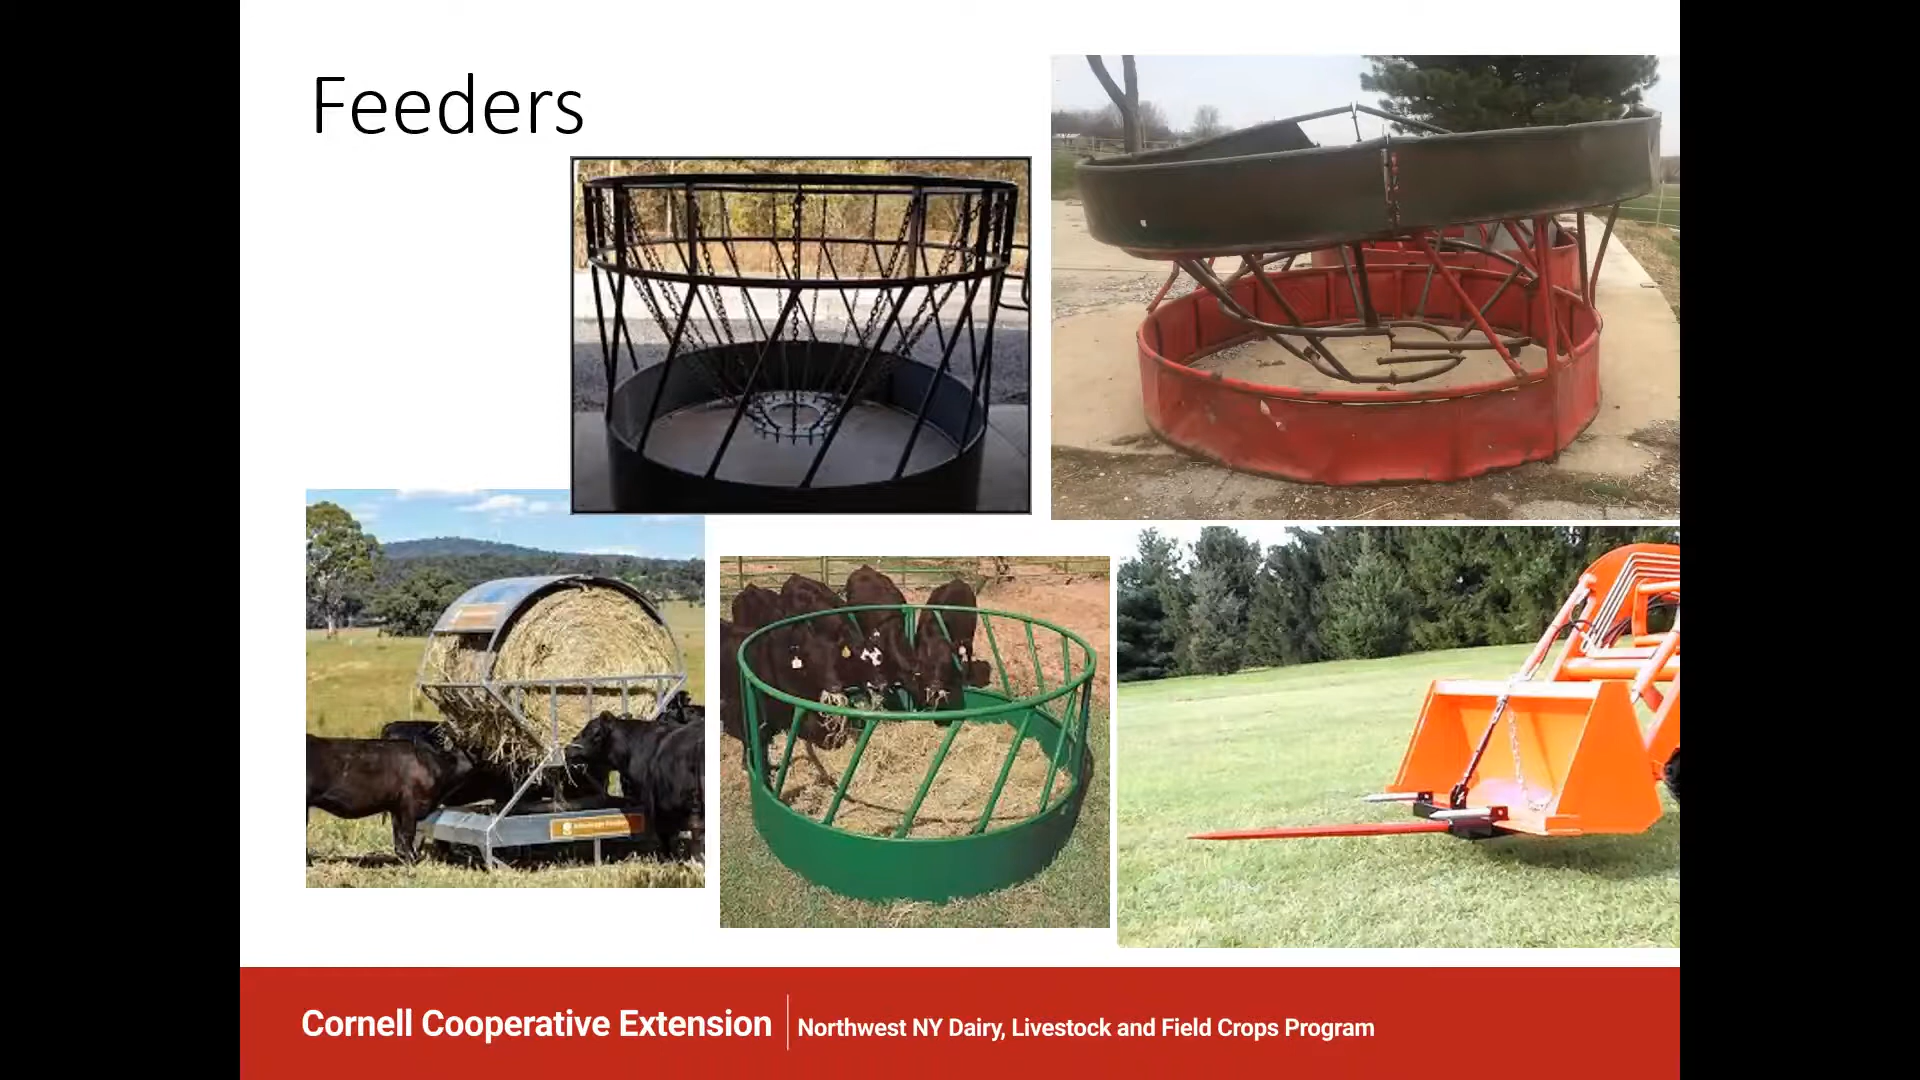 Feeders
Cornell Cooperative Extension
Northwest NY Dairy, Livestock and Field Crops Program